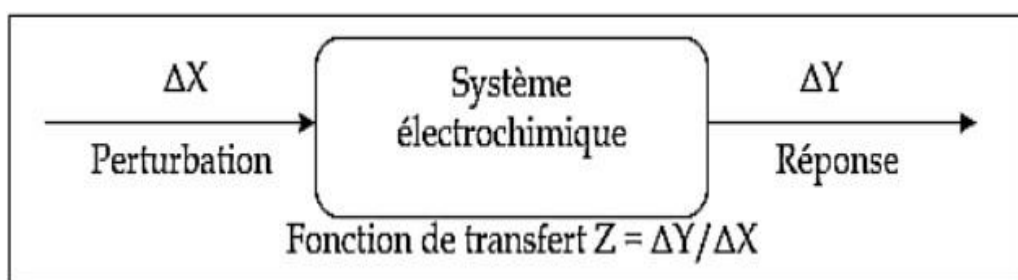 ΔX
Système
électrochimique
ΔY
Perturbation
Réponse
Fonction de transfert Z = ΔY/ΔX